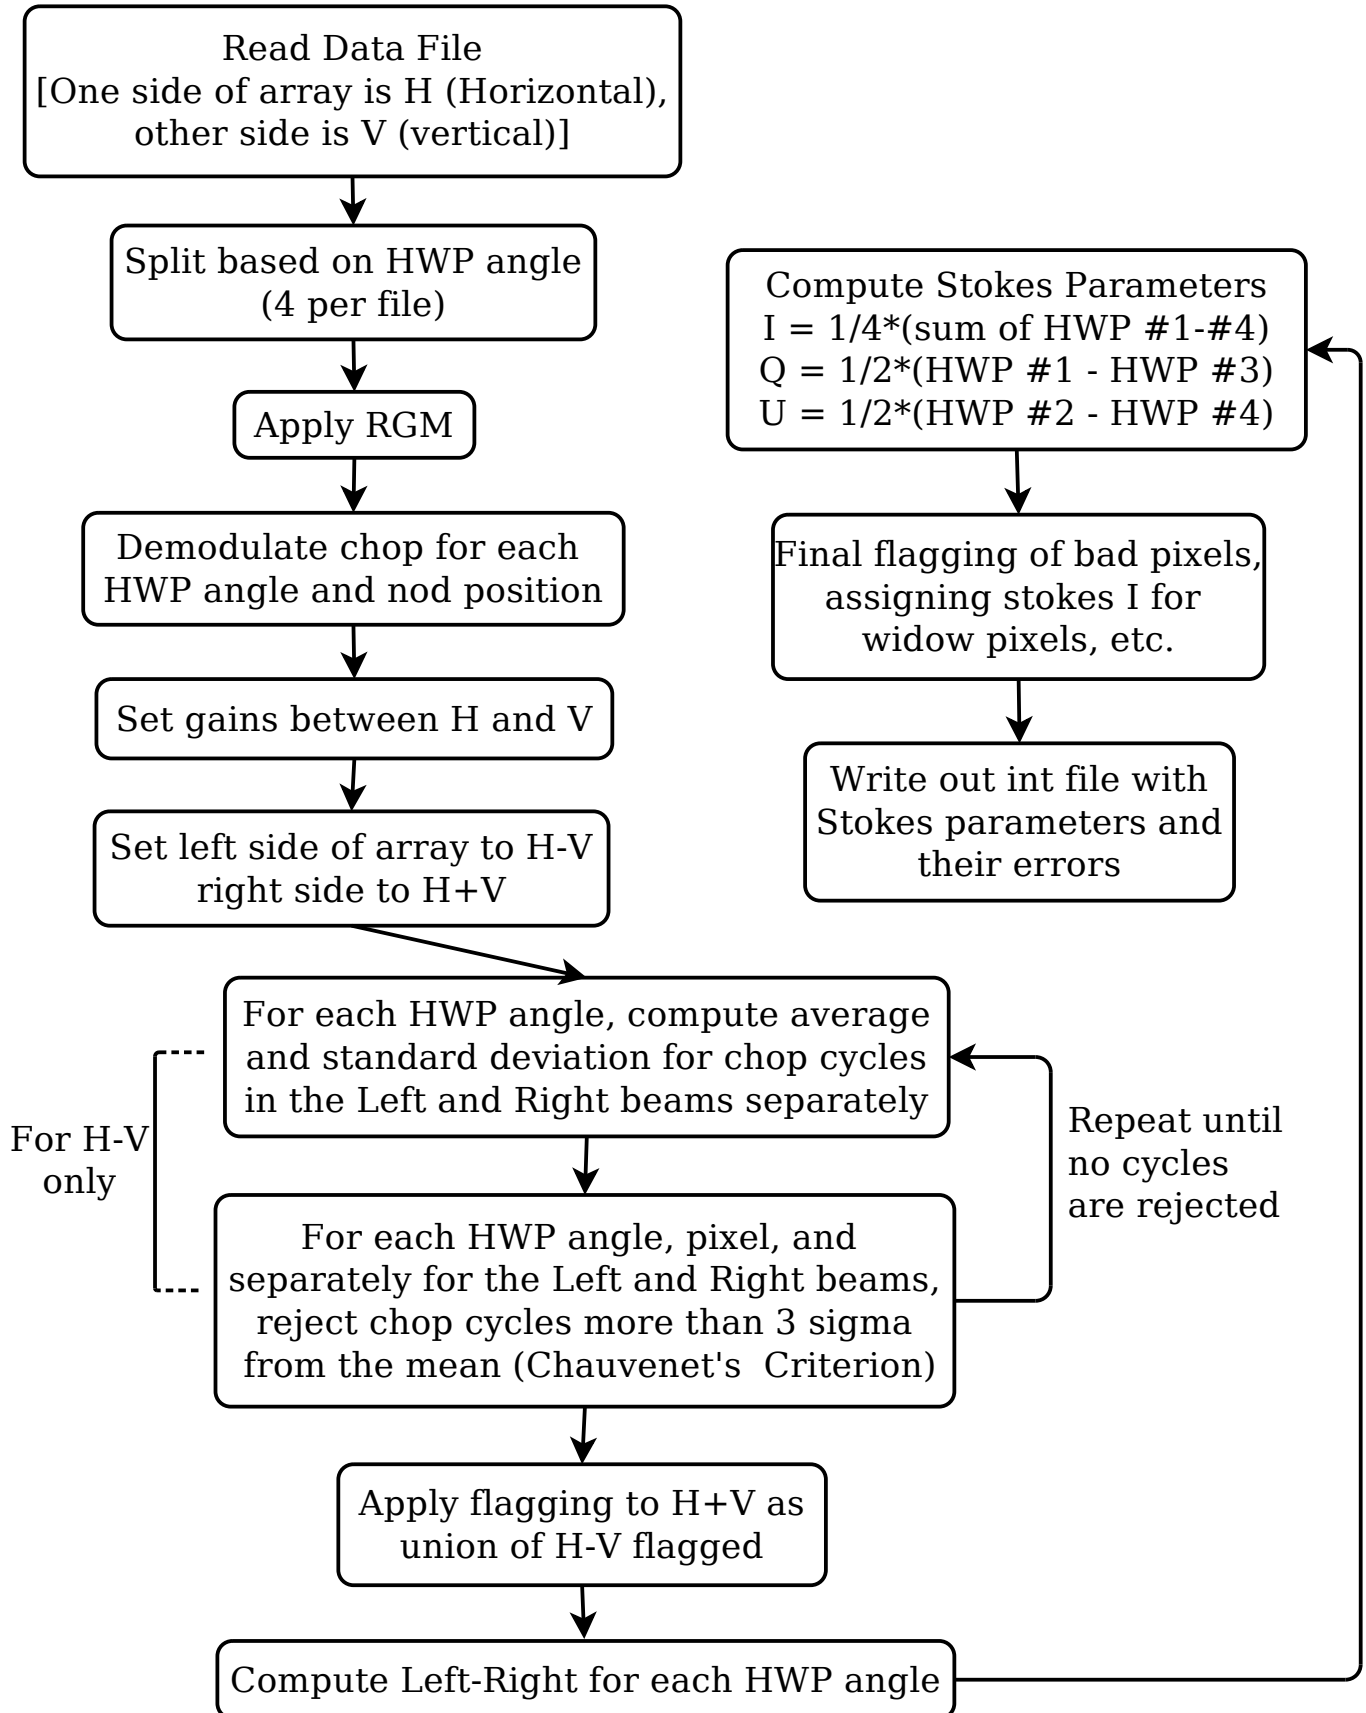 Read Data File
[One side of array is H (Horizontal),
other side is V (vertical)]
Split based on HWP angle
(4 per file)
Apply RGM
Demodulate chop for each
HWP angle and nod position
Set gains between H and V
Set left side of array to H-V
right side to H+V
For each HWP angle, compute average
and standard deviation for chop cycles
in the Left and Right beams separately
For H-V
only
Repeat until
no cycles
are rejected
For each HWP angle, pixel, and
separately for the Left and Right beams,
reject chop cycles more than 3 sigma
from the mean (Chauvenet's  Criterion)
Apply flagging to H+V as
union of H-V flagged
Compute Left-Right for each HWP angle
Compute Stokes Parameters
I = 1/4*(sum of HWP #1-#4)
Q = 1/2*(HWP #1 - HWP #3)
U = 1/2*(HWP #2 - HWP #4)
Final flagging of bad pixels,
assigning stokes I for
widow pixels, etc.
Write out int file with
Stokes parameters and
their errors